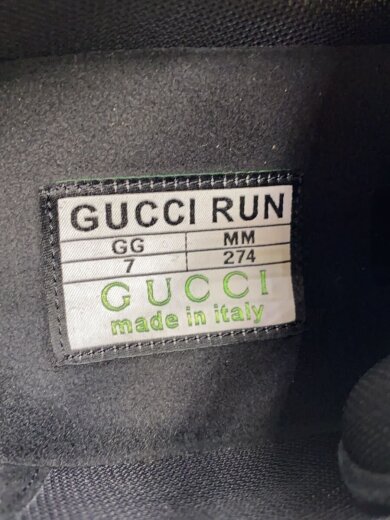 GUCCI RUN
GG MM
7 274
GUCCI
made in italy